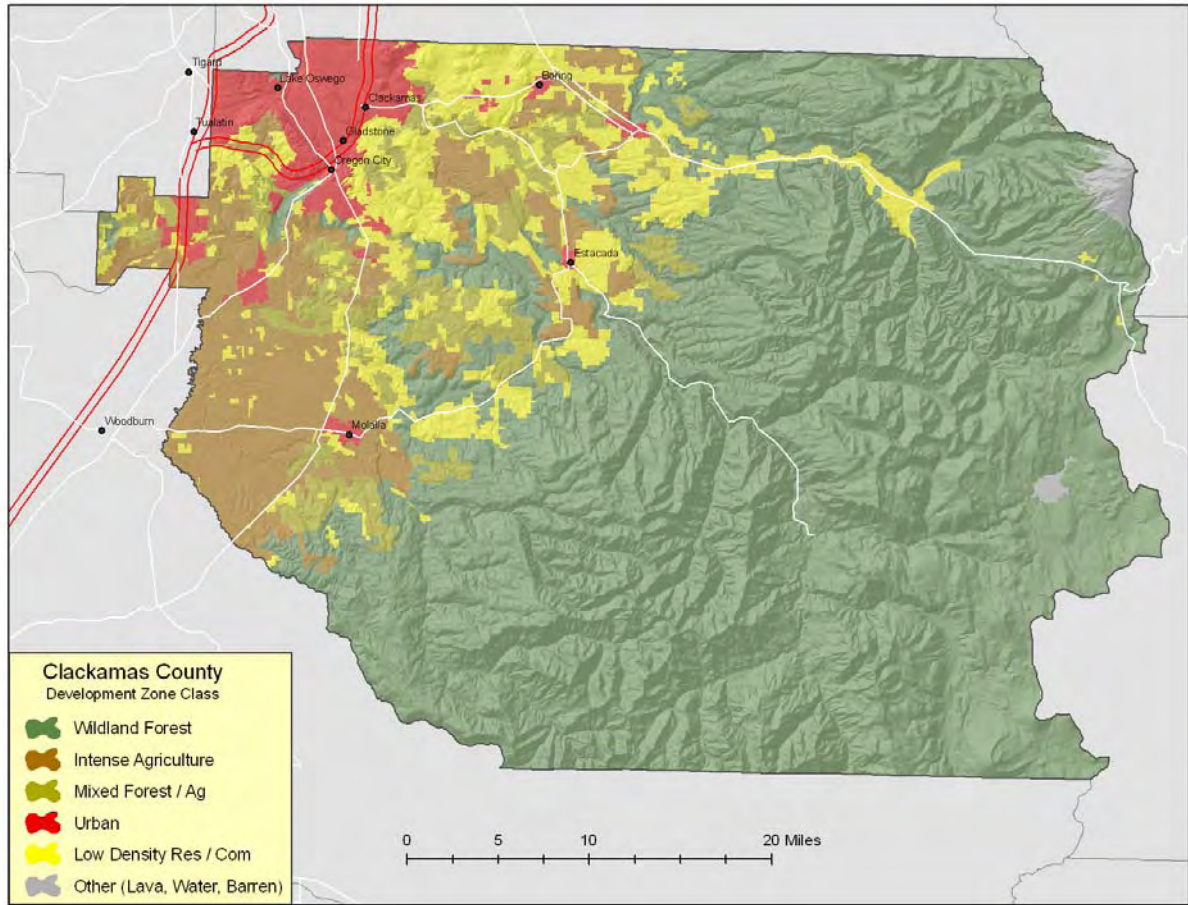 Tigard
Lake Oswego
Boring
Clackamas
Tualatin
Gladstone
Oregon City
Estacada
Woodburn
Molalla
Clackamas County
Development Zone Class
Wildland Forest
Intense Agriculture
Mixed Forest / Ag
Urban
Low Density Res / Com
Other (Lava, Water, Barren)
0 5 10 20 Miles